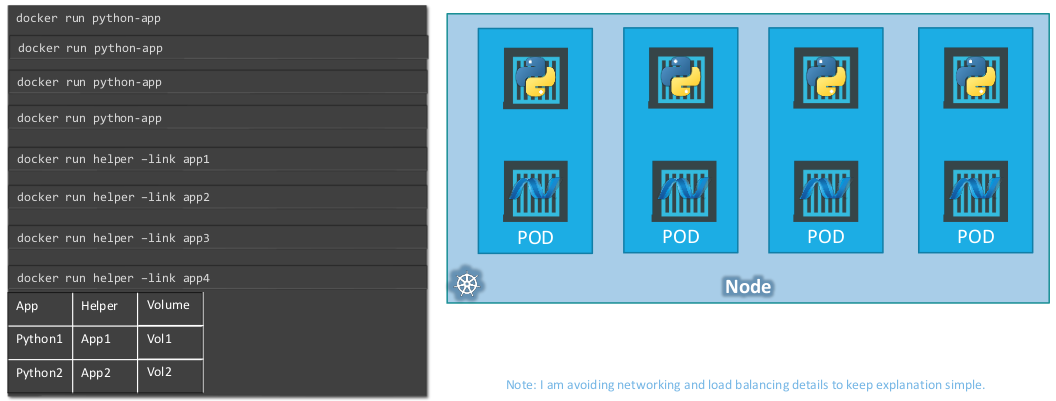 docker run python-app
docker run python-app
docker run python-app
docker run python-app
docker run helper –link app1
docker run helper –link app2
docker run helper –link app3
docker run helper –link app4
App Helper Volume
Python1 App1 Vol1
Python2 App2 Vol2
POD POD POD POD
Node
Note: I am avoiding networking and load balancing details to keep explanation simple.